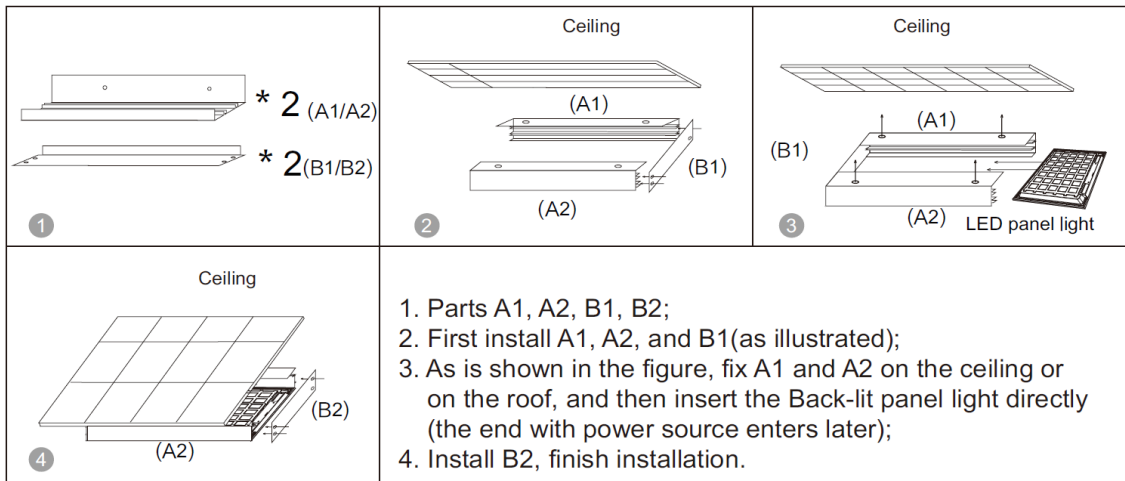 * 2 (A1/A2)
* 2(B1/B2)
1
Ceiling
(A1)
(B1)
(A2)
2
Ceiling
(A1)
(B1)
(A2)
LED panel light
3
Ceiling
(B2)
(A2)
4
1. Parts A1, A2, B1, B2;
2. First install A1, A2, and B1(as illustrated);
3. As is shown in the figure, fix A1 and A2 on the ceiling or
on the roof, and then insert the Back-lit panel light directly
(the end with power source enters later);
4. Install B2, finish installation.